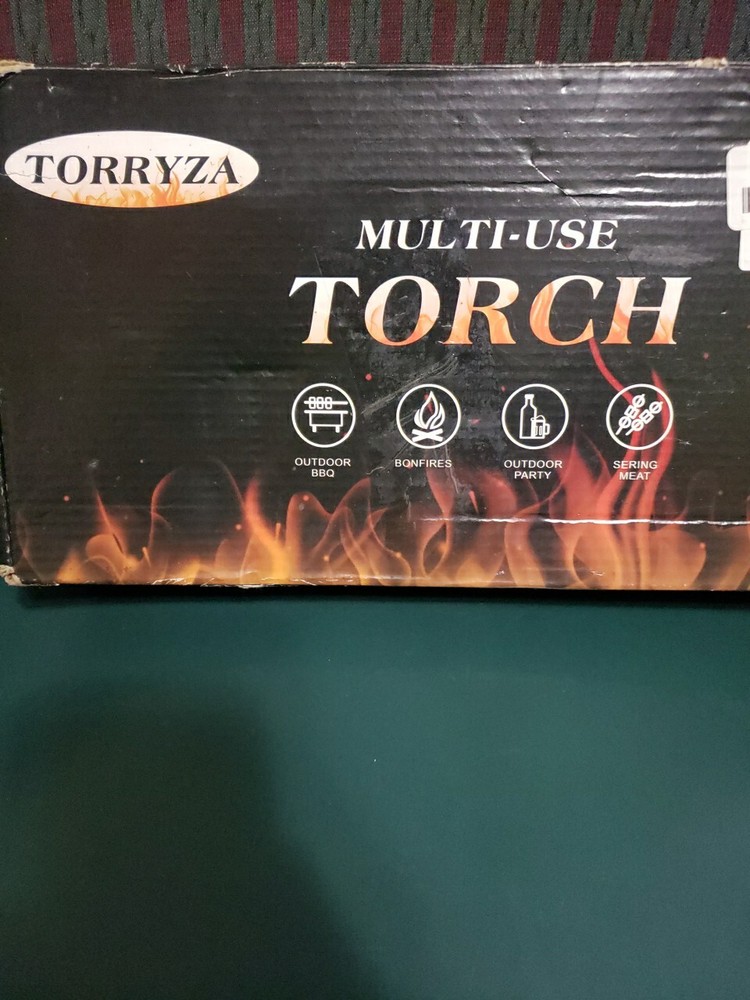 TORRYZA
MULTI-USE
TORCH
OUTDOOR
BBQ
BONFIRES
OUTDOOR
PARTY
SERING
MEAT